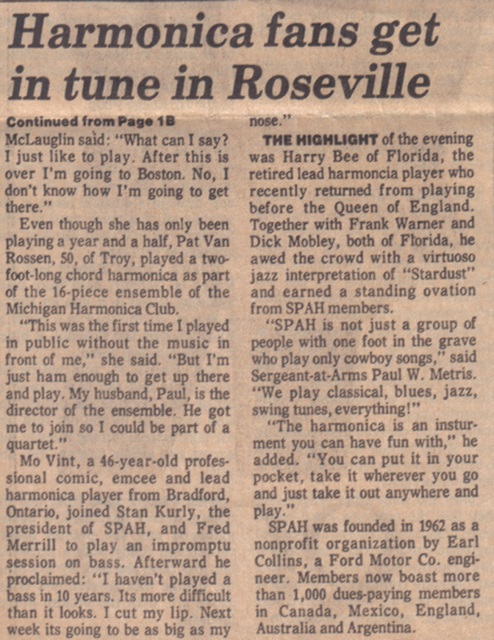 Harmonica fans get
in tune in Roseville
Continued from Page 1B
McLauglin said: "What can I say?
I just like to play. After this is
over I'm going to Boston. No, I
don't know how I'm going to get
there."
Even though she has only been
playing a year and a half, Pat Van
Rossen, 50, of Troy, played a two-
foot-long chord harmonica as part
of the 16-piece ensemble of the
Michigan Harmonica Club.
"This was the first time I played
in public without the music in
front of me," she said. "But I'm
just ham enough to get up there
and play. My husband, Paul, is the
director of the ensemble. He got
me to join so I could be part of a
quartet."
Mo Vint, a 46-year-old profes-
sional comic, emcee and lead
harmonica player from Bradford,
Ontario, joined Stan Kurly, the
president of SPAH, and Fred
Merrill to play an impromptu
session on bass. Afterward he
proclaimed: "I haven't played a
bass in 10 years. Its more difficult
than it looks. I cut my lip. Next
week its going to be as big as my
nose."
THE HIGHLIGHT of the evening
was Harry Bee of Florida, the
retired lead harmoncia player who
recently returned from playing
before the Queen of England.
Together with Frank Warner and
Dick Mobley, both of Florida, he
awed the crowd with a virtuoso
jazz interpretation of "Stardust"
and earned a standing ovation
from SPAH members.
"SPAH is not just a group of
people with one foot in the grave
who play only cowboy songs," said
Sergeant-at-Arms Paul W. Metris.
"We play classical, blues, jazz,
swing tunes, everything!"
"The harmonica is an instur-
ment you can have fun with," he
added. "You can put it in your
pocket, take it wherever you go
and just take it out anywhere and
play."
SPAH was founded in 1962 as a
nonprofit organization by Earl
Collins, a Ford Motor Co. engi-
neer. Members now boast more
than 1,000 dues-paying members
in Canada, Mexico, England,
Australia and Argentina.